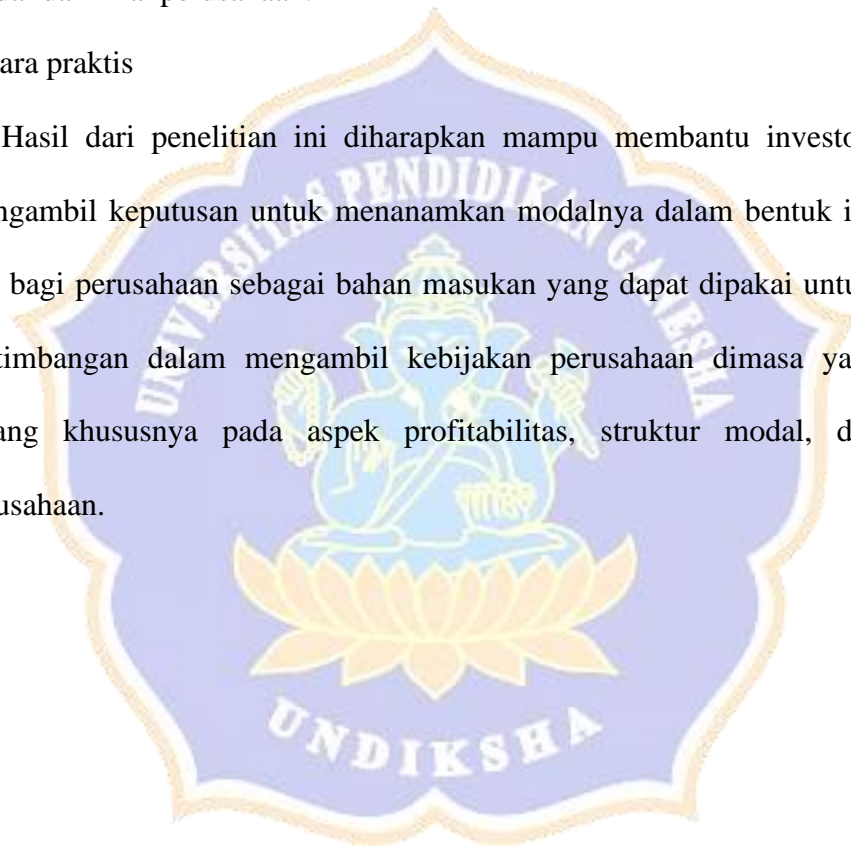 perusahaan.
ara praktis
Hasil dari penelitian ini diharapkan mampu membantu investo
ngambil keputusan untuk menanamkan modalnya dalam bentuk i
bagi perusahaan sebagai bahan masukan yang dapat dipakai untu
timbangan dalam mengambil kebijakan perusahaan dimasa ya
ang khususnya pada aspek profitabilitas, struktur modal, d
usahaan.
UNIVERSITAS PENDIDIKAN GANESHA
UNDIKSHA